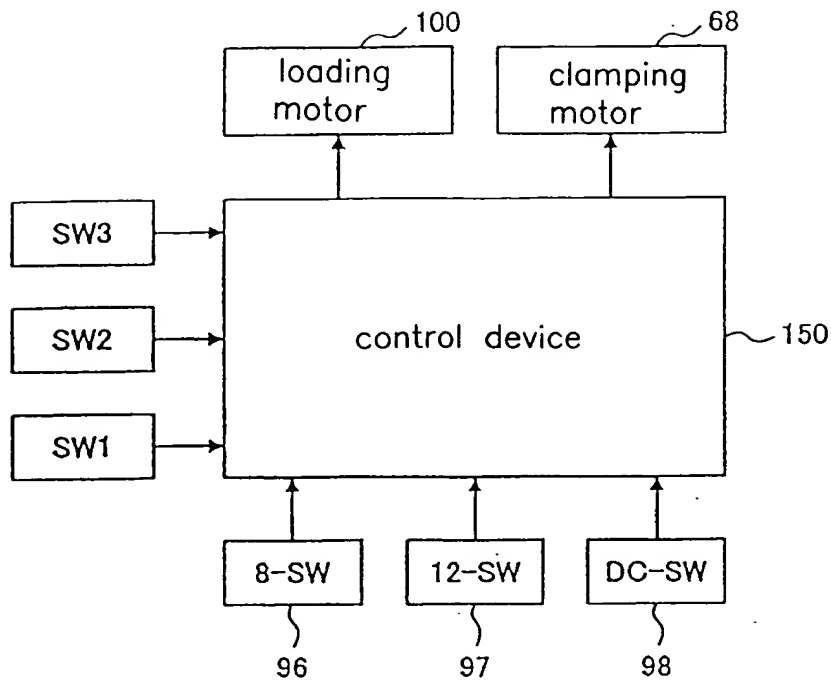 100
68
loading
motor
clamping
motor
SW3
SW2
control device
150
SW1
8-SW
12-SW
DC-SW
96
97
98